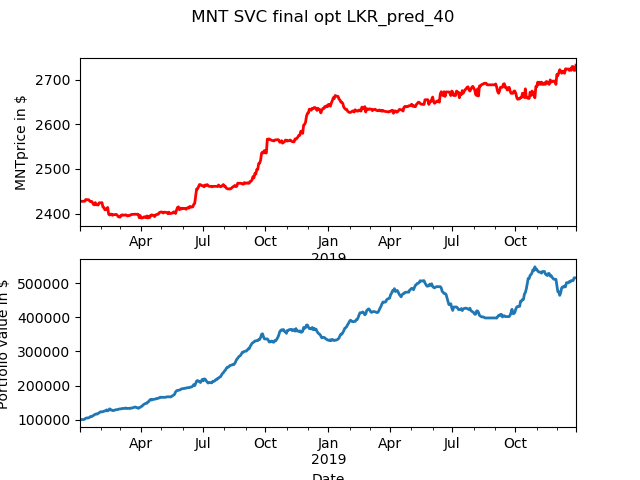 MNT SVC final opt LKR_pred_40
MNTprice in $
2700
2600
2500
2400
Apr Jul Oct Jan Apr Jul Oct
2019
Portfolio value in $
500000
400000
300000
200000
100000
Apr Jul Oct Jan Apr Jul Oct
2019
Date